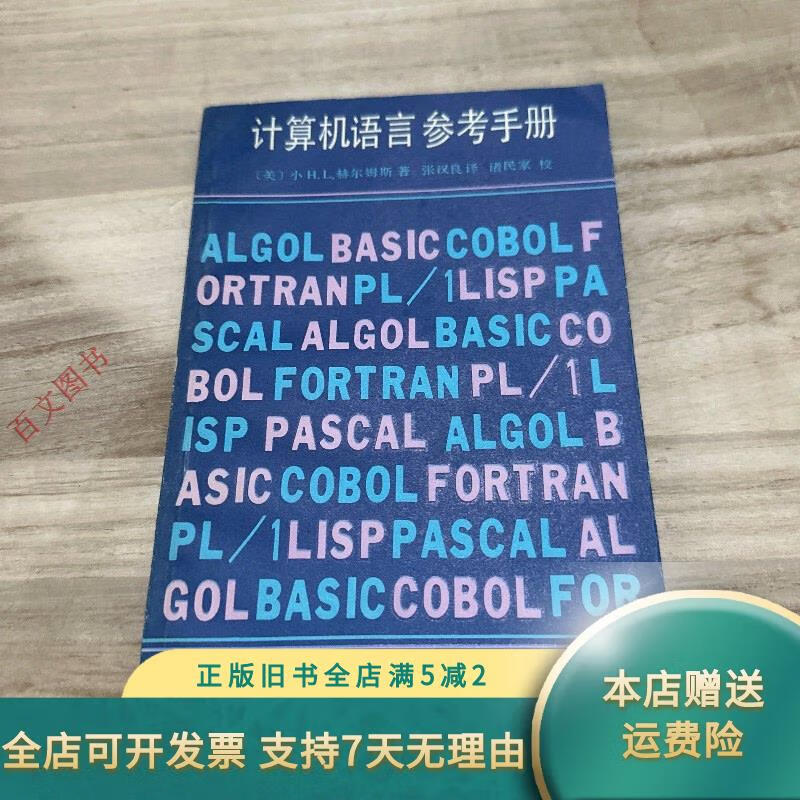 计算机语言 参考手册
〔美〕小H.L.赫尔姆斯 著 张汉良 译 诸民家 校
ALGOL BASIC COBOL F
ORTRAN PL/1 LISP PA
SCAL ALGOL BASIC CO
BOL FORTRAN PL/1 L
ISP PASCAL ALGOL B
ASIC COBOL FORTRAN
PL/1 LISP PASCAL AL
GOL BASIC COBOL FOR
百文图书
正版旧书全店满5减2
本店赠送
运费险
全店可开发票 支持7天无理由